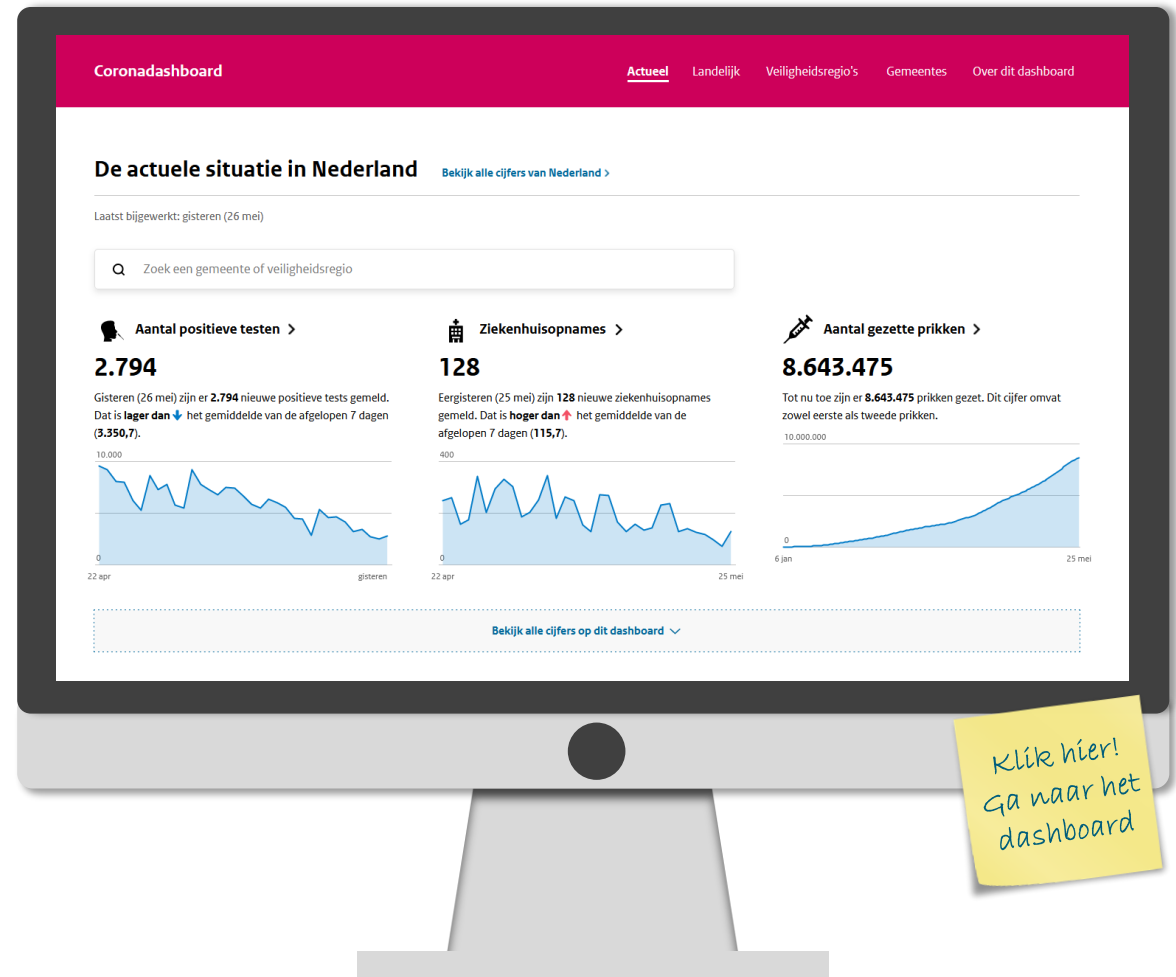 Coronadashboard
Actueel Landelijk Veiligheidsregio's Gemeentes Over dit dashboard
De actuele situatie in Nederland Bekijk alle cijfers van Nederland >
Laatst bijgewerkt: gisteren (26 mei)
Zoek een gemeente of veiligheidsregio
Aantal positieve testen >
2.794
Gisteren (26 mei) zijn er 2.794 nieuwe positieve tests gemeld.
Dat is lager dan het gemiddelde van de afgelopen 7 dagen
(3.350,7).
10.000
0
22 apr gisteren
Ziekenhuisopnames >
128
Eergisteren (25 mei) zijn 128 nieuwe ziekenhuisopnames
gemeld. Dat is hoger dan het gemiddelde van de
afgelopen 7 dagen (115,7).
400
0
22 apr 25 mei
Aantal gezette prikken >
8.643.475
Tot nu toe zijn er 8.643.475 prikken gezet. Dit cijfer omvat
zowel eerste als tweede prikken.
10.000.000
0
6 jan 25 mei
Bekijk alle cijfers op dit dashboard
Klik hier!
Ga naar het
dashboard